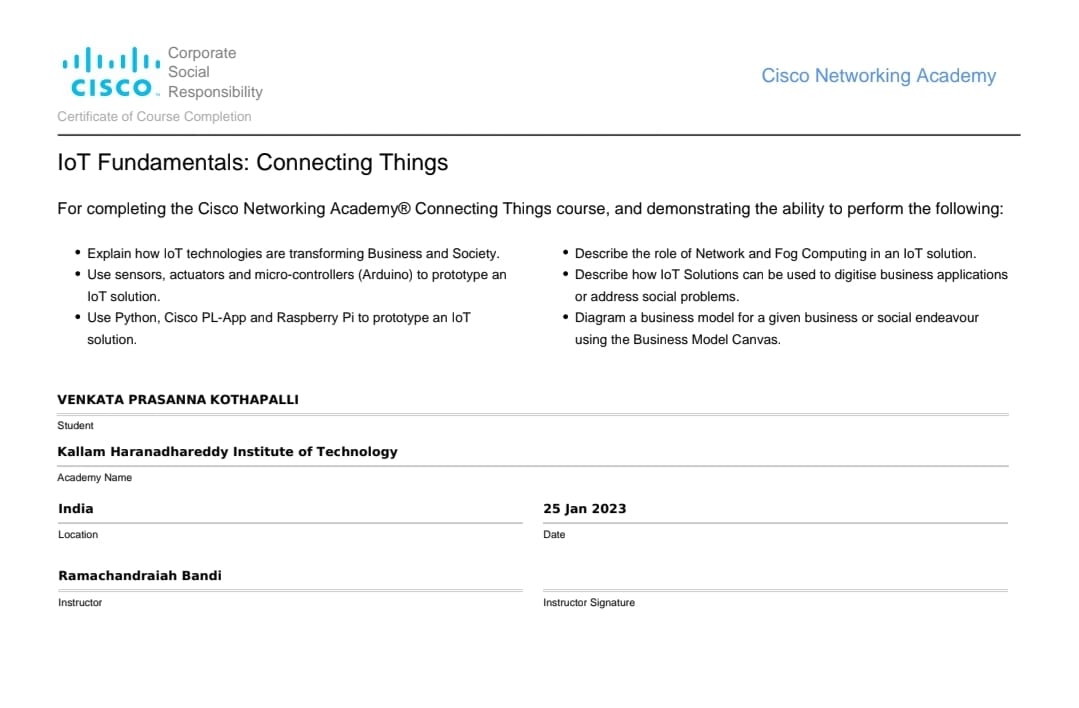 CISCO
Corporate
Social
Responsibility
Cisco Networking Academy
Certificate of Course Completion
IoT Fundamentals: Connecting Things
For completing the Cisco Networking Academy® Connecting Things course, and demonstrating the ability to perform the following:
• Explain how IoT technologies are transforming Business and Society.
• Use sensors, actuators and micro-controllers (Arduino) to prototype an
IoT solution.
• Use Python, Cisco PL-App and Raspberry Pi to prototype an IoT
solution.
• Describe the role of Network and Fog Computing in an IoT solution.
• Describe how IoT Solutions can be used to digitise business applications
or address social problems.
• Diagram a business model for a given business or social endeavour
using the Business Model Canvas.
VENKATA PRASANNA KOTHAPALLI
Student
Kallam Haranadhareddy Institute of Technology
Academy Name
India
Location
25 Jan 2023
Date
Ramachandraiah Bandi
Instructor
Instructor Signature